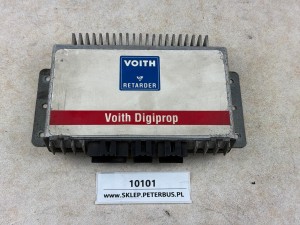 VOITH
RETARDER
Voith Digiprop
10101
www.SKLEP.PETERBUS.PL